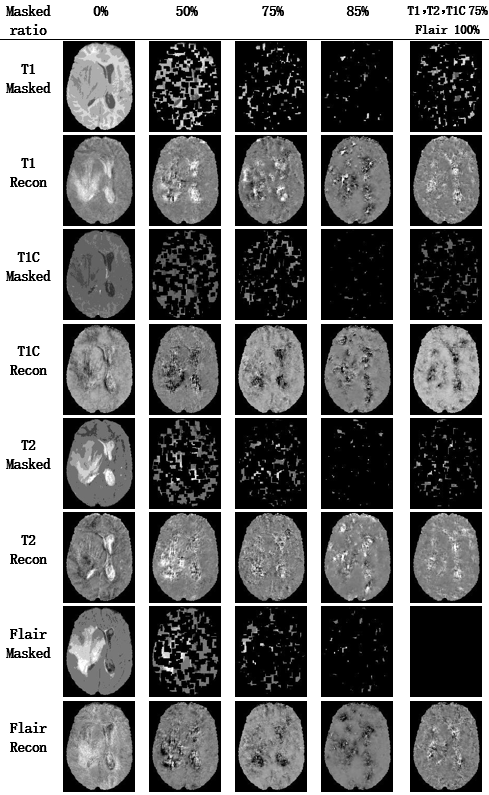 Masked ratio 0% 50% 75% 85% T1,T2,T1C 75% Flair 100%
T1 Masked
T1 Recon
T1C Masked
T1C Recon
T2 Masked
T2 Recon
Flair Masked
Flair Recon